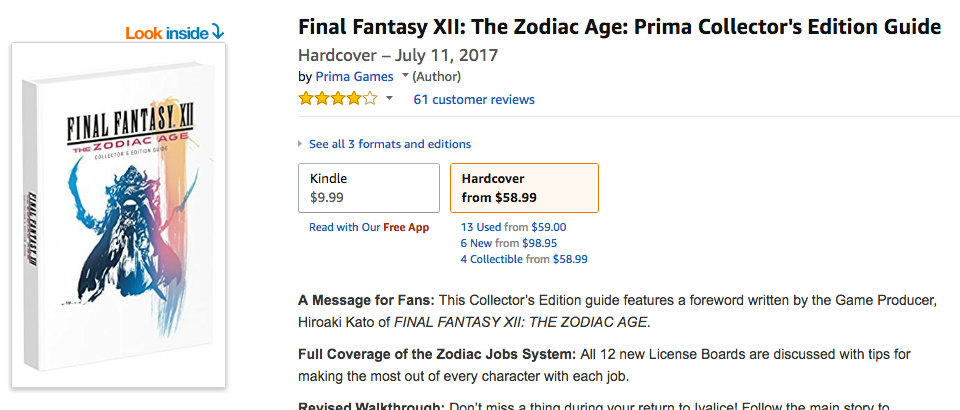 Look inside
FINAL FANTASY XII
THE ZODIAC AGE
COLLECTOR'S EDITION GUIDE
FINAL FANTASY XII
Final Fantasy XII: The Zodiac Age: Prima Collector's Edition Guide
Hardcover – July 11, 2017
by Prima Games (Author)
61 customer reviews
See all 3 formats and editions
Kindle
$9.99
Hardcover
from $58.99
Read with Our Free App
13 Used from $59.00
6 New from $98.95
4 Collectible from $58.99
A Message for Fans: This Collector's Edition guide features a foreword written by the Game Producer,
Hiroaki Kato of FINAL FANTASY XII: THE ZODIAC AGE.
Full Coverage of the Zodiac Jobs System: All 12 new License Boards are discussed with tips for
making the most out of every character with each job.
Revised Walkthrough: Don't miss a thing during your return to Ivalice! Follow the main story to